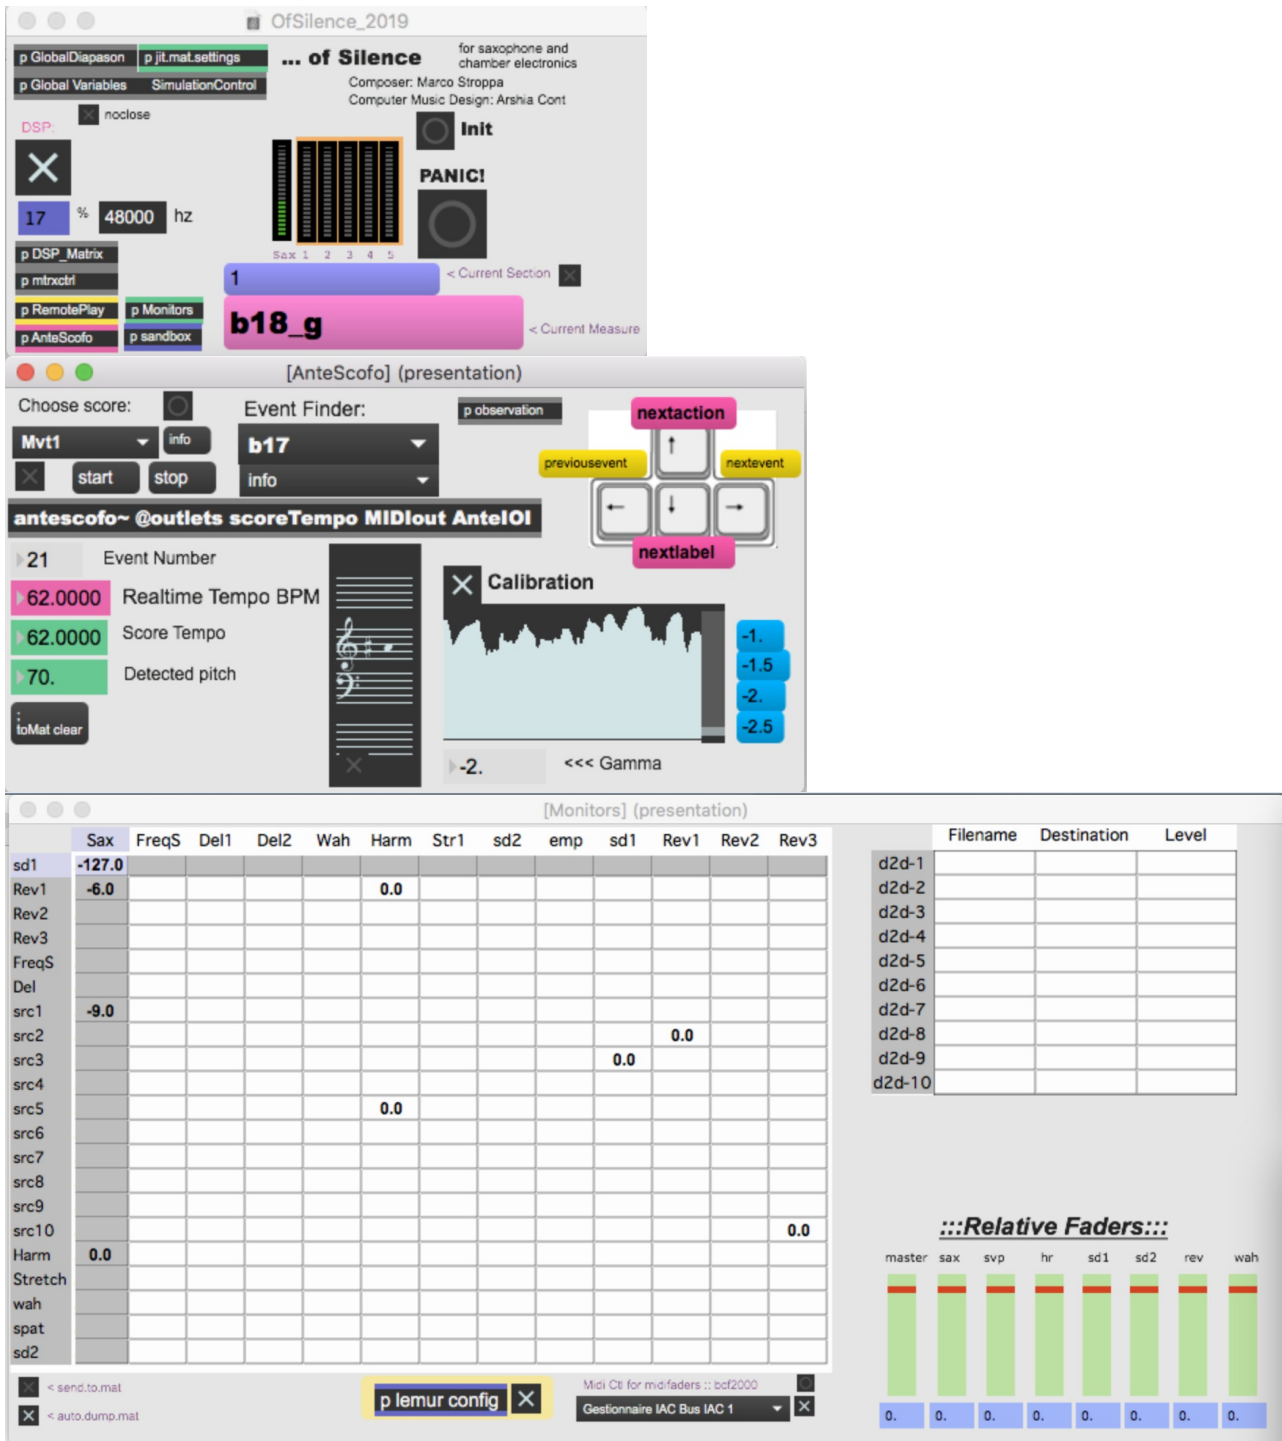 OfSilence_2019
p GlobalDiapason p jit.mat.settings
... of Silence
for saxophone and
chamber electronics
p Global Variables SimulationControl
Composer: Marco Stroppa
Computer Music Design: Arshia Cont
noclose
DSP:
Init
PANIC!
17 % 48000 hz
p DSP_Matrix
Sax 1 2 3 4 5
p mtrxctrl
1 < Current Section
p RemotePlay p Monitors
b18_g < Current Measure
p AnteScofo p sandbox
[AnteScofo] (presentation)
Choose score: Event Finder: p observation
nextaction
Mvt1 info b17
previousevent nextevent
start stop info
antescofo~ @outlets scoreTempo MIDIout AnteIOI
nextlabel
21 Event Number
Calibration
62.0000 Realtime Tempo BPM
62.0000 Score Tempo
-1.
-1.5
70. Detected pitch
-2.
-2.5
;
toMat clear
-2. <<< Gamma
[Monitors] (presentation)
Sax FreqS Del1 Del2 Wah Harm Str1 sd2 emp sd1 Rev1 Rev2 Rev3
sd1 -127.0
Rev1 -6.0 0.0
Rev2
Rev3
FreqS
Del
src1 -9.0
src2 0.0
src3 0.0
src4
src5 0.0
src6
src7
src8
src9
src10 0.0
Harm 0.0
Stretch
wah
spat
sd2
Filename Destination Level
d2d-1
d2d-2
d2d-3
d2d-4
d2d-5
d2d-6
d2d-7
d2d-8
d2d-9
d2d-10
:::Relative Faders:::
master sax svp hr sd1 sd2 rev wah
0. 0. 0. 0. 0. 0. 0. 0.
< send.to.mat
< auto.dump.mat
p lemur config
Midi Ctl for midifaders :: bcf2000
Gestionnaire IAC Bus IAC 1